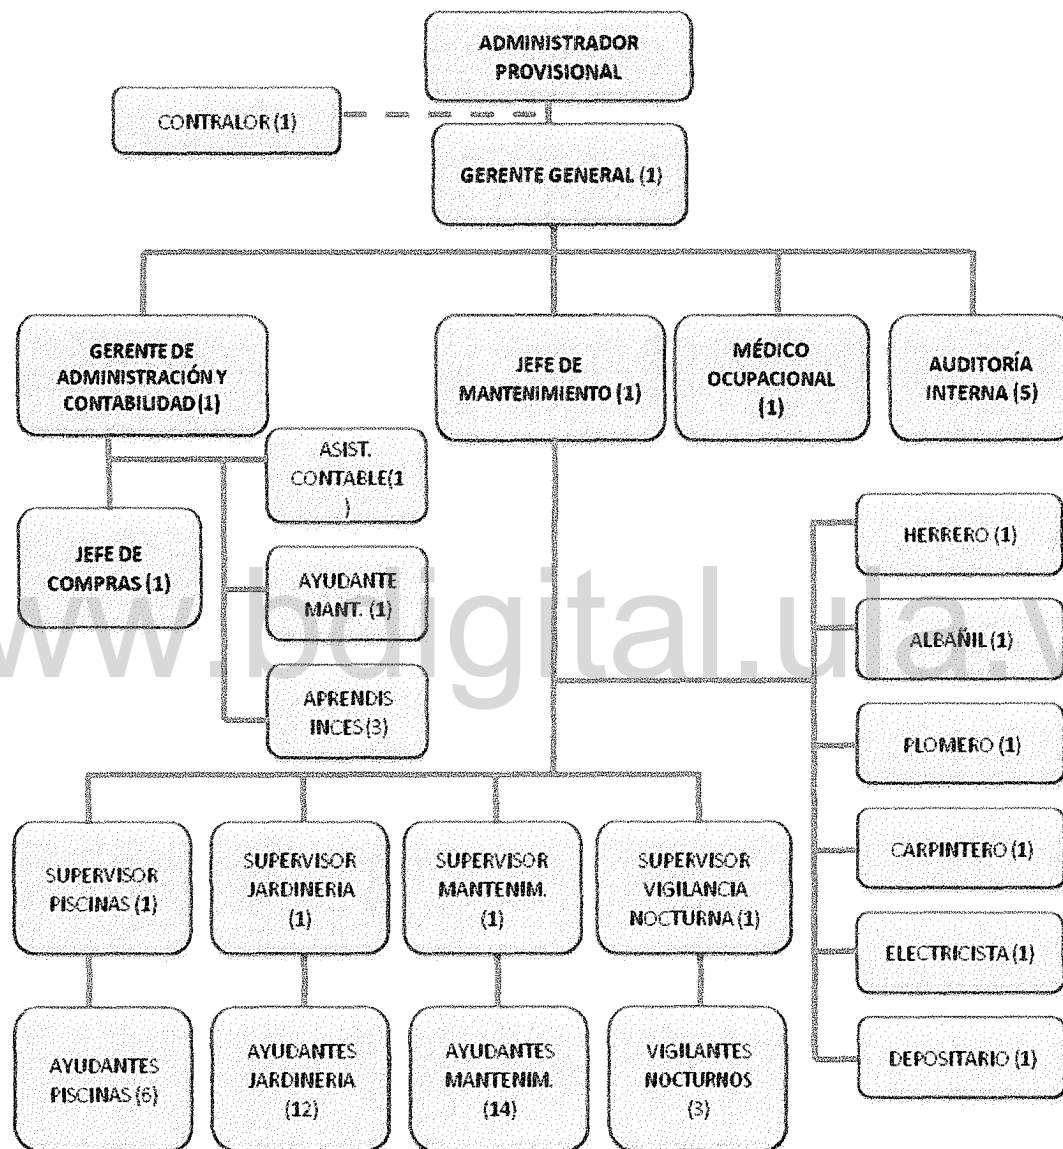 ADMINISTRADOR
PROVISIONAL
CONTRALOR (1)
GERENTE GENERAL (1)
GERENTE DE
ADMINISTRACIÓN Y
CONTABILIDAD (1)
JEFE DE
MANTENIMIENTO (1)
MÉDICO
OCUPACIONAL
(1)
AUDITORÍA
INTERNA (5)
ASIST.
CONTABLE(1
)
JEFE DE
COMPRAS (1)
AYUDANTE
MANT. (1)
APRENDIS
INCES (3)
HERRERO (1)
ALBAÑIL (1)
PLOMERO (1)
CARPINTERO (1)
ELECTRICISTA (1)
DEPOSITARIO (1)
SUPERVISOR
PISCINAS (1)
SUPERVISOR
JARDINERIA
(1)
SUPERVISOR
MANTENIM.
(1)
SUPERVISOR
VIGILANCIA
NOCTURNA (1)
AYUDANTES
PISCINAS (6)
AYUDANTES
JARDINERIA
(12)
AYUDANTES
MANTENIM.
(14)
VIGILANTES
NOCTURNOS
(3)
www.bdigital.ula.v